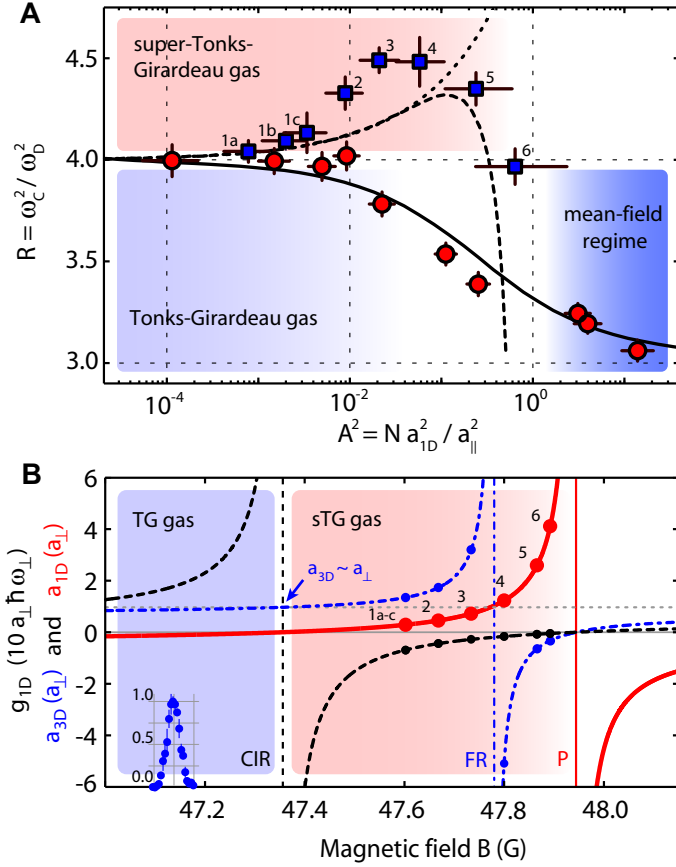 A
R = ω_C^2 / ω_D^2
4.5
4.0
3.5
3.0
super-Tonks-
Girardeau gas
1a
1b
1c
2
3
4
5
6
mean-field
regime
Tonks-Girardeau gas
10^-4
10^-2
10^0
A^2 = N a_1D^2 / a_||^2
B
g_1D (10 a_⊥ ℏω_⊥)
a_3D (a_⊥) and a_1D (a_⊥)
6
4
2
0
-2
-4
-6
TG gas
sTG gas
a_3D ~ a_⊥
1a-c
2
3
4
5
6
1.0
0.5
0.0
CIR
FR
P
47.2
47.4
47.6
47.8
48.0
Magnetic field B (G)